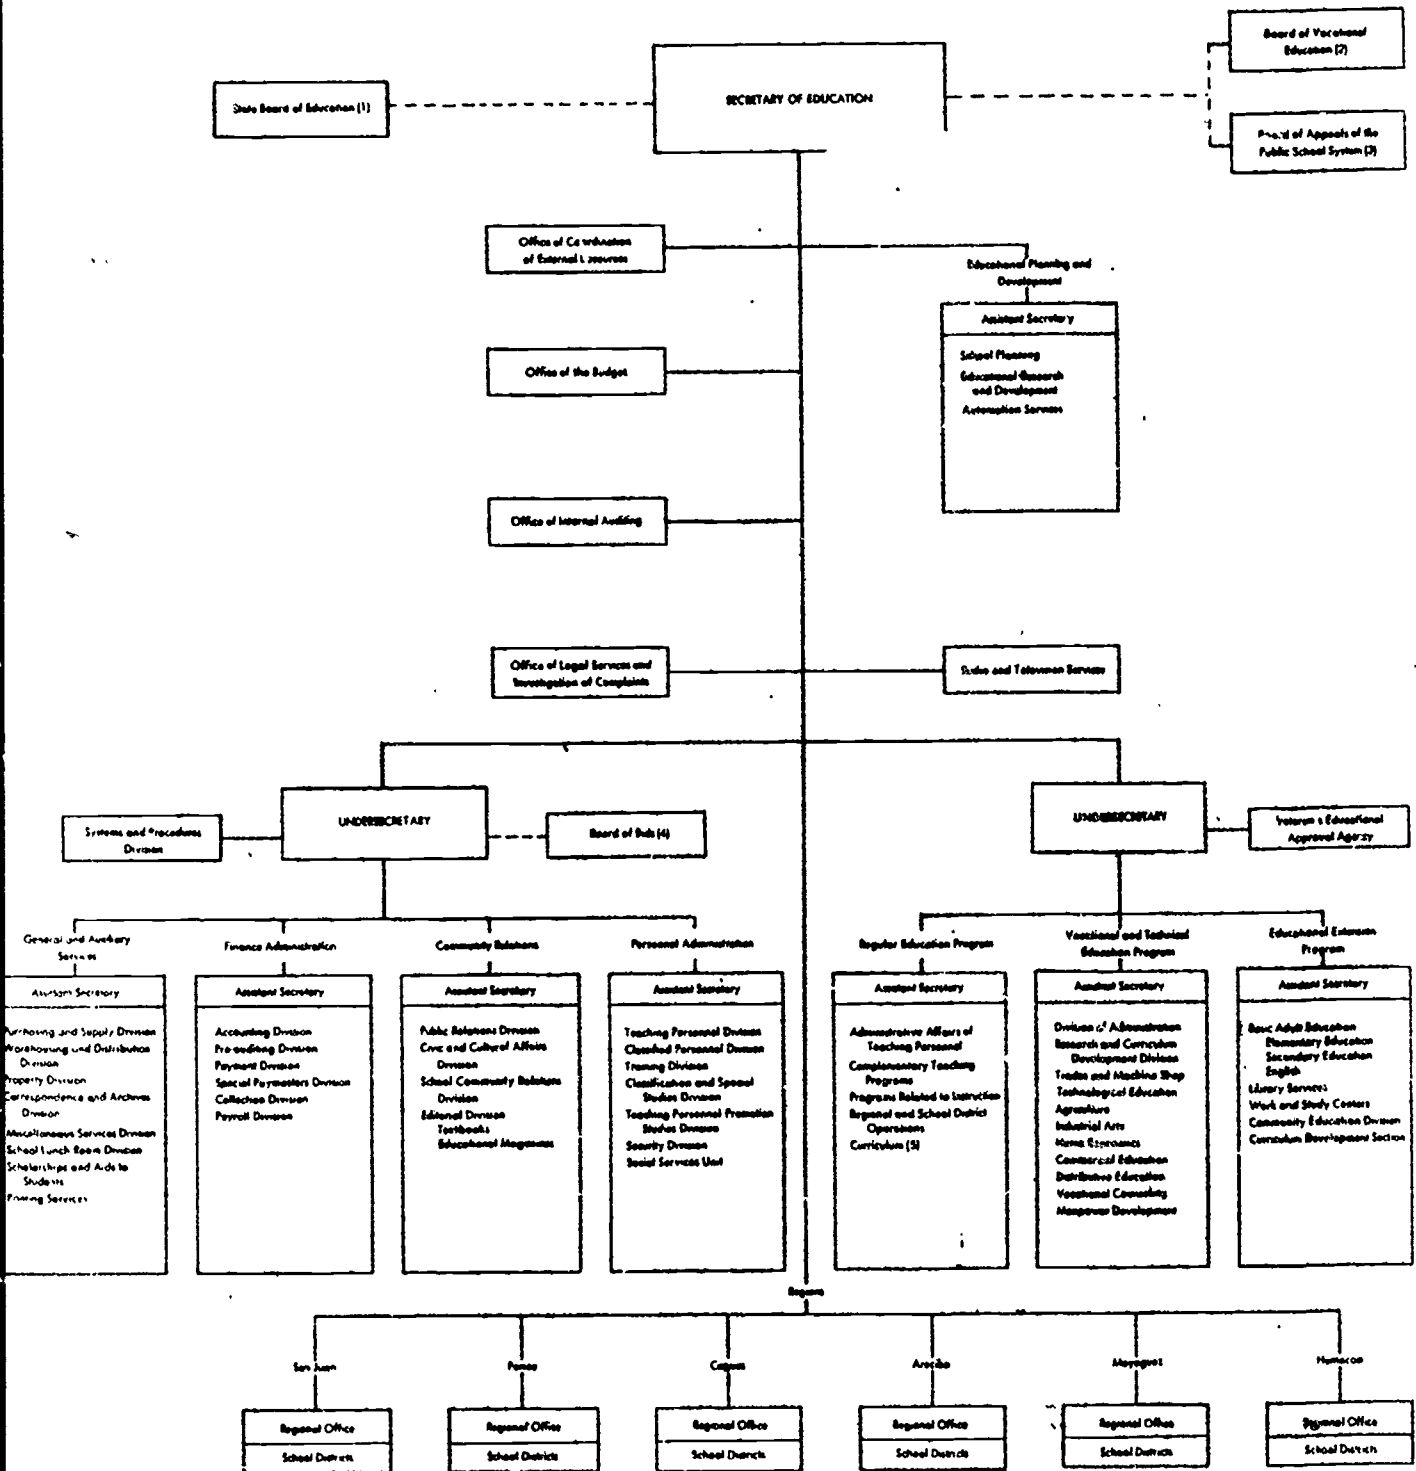 Board of Vocational
Education (2)
SECRETARY OF EDUCATION
State Board of Education (1)
Board of Appeals of the
Public School System (3)
Office of Coordination
of External Resources
Educational Planning and
Development
Assistant Secretary
School Planning
Educational Research
and Development
Automation Services
Office of the Budget
Office of Internal Auditing
Office of Legal Services and
Investigation of Complaints
Radio and Television Services
UNDERSECRETARY
Systems and Procedures
Division
Board of Bids (4)
UNDERSECRETARY
Veteran's Educational
Approval Agency
General and Auxiliary
Services
Assistant Secretary
Purchasing and Supply Division
Warehousing and Distribution
Division
Property Division
Correspondence and Archives
Division
Miscellaneous Services Division
School Lunch Room Division
Scholarships and Aids to
Students
Printing Services
Finance Administration
Assistant Secretary
Accounting Division
Pre-auditing Division
Payment Division
Special Paymasters Division
Collection Division
Payroll Division
Community Relations
Assistant Secretary
Public Relations Division
Civic and Cultural Affairs
Division
School Community Relations
Division
Editorial Division
Textbooks
Educational Magazines
Personnel Administration
Assistant Secretary
Teaching Personnel Division
Classified Personnel Division
Training Division
Classification and Special
Studies Division
Teaching Personnel Promotion
Studies Division
Security Division
Social Services Unit
Regular Education Program
Assistant Secretary
Administrative Affairs of
Teaching Personnel
Complementary Teaching
Programs
Programs Related to Instruction
Regional and School District
Operations
Curriculum (5)
Vocational and Technical
Education Program
Assistant Secretary
Division of Administration
Research and Curriculum
Development Division
Trades and Machine Shop
Technological Education
Agriculture
Industrial Arts
Home Economics
Commercial Education
Distributive Education
Vocational Counseling
Manpower Development
Educational Extension
Program
Assistant Secretary
Basic Adult Education
Elementary Education
Secondary Education
English
Library Services
Work and Study Centers
Community Education Division
Curriculum Development Section
Regions
San Juan
Ponce
Caguas
Arecibo
Mayaguez
Humacao
Regional Office
School Districts
Regional Office
School Districts
Regional Office
School Districts
Regional Office
School Districts
Regional Office
School Districts
Regional Office
School Districts